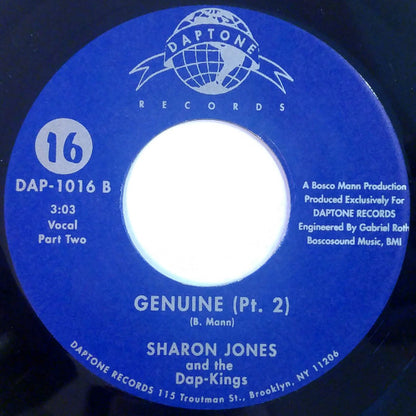 DAPTONE
RECORDS
16
DAP-1016 B
3:03
Vocal
Part Two
A Bosco Mann Production
Produced Exclusively For
DAPTONE RECORDS
Engineered By Gabriel Roth
Boscosound Music, BMI
GENUINE (Pt. 2)
(B. Mann)
SHARON JONES
and the
Dap-Kings
DAPTONE RECORDS 115 Troutman St., Brooklyn, NY 11206